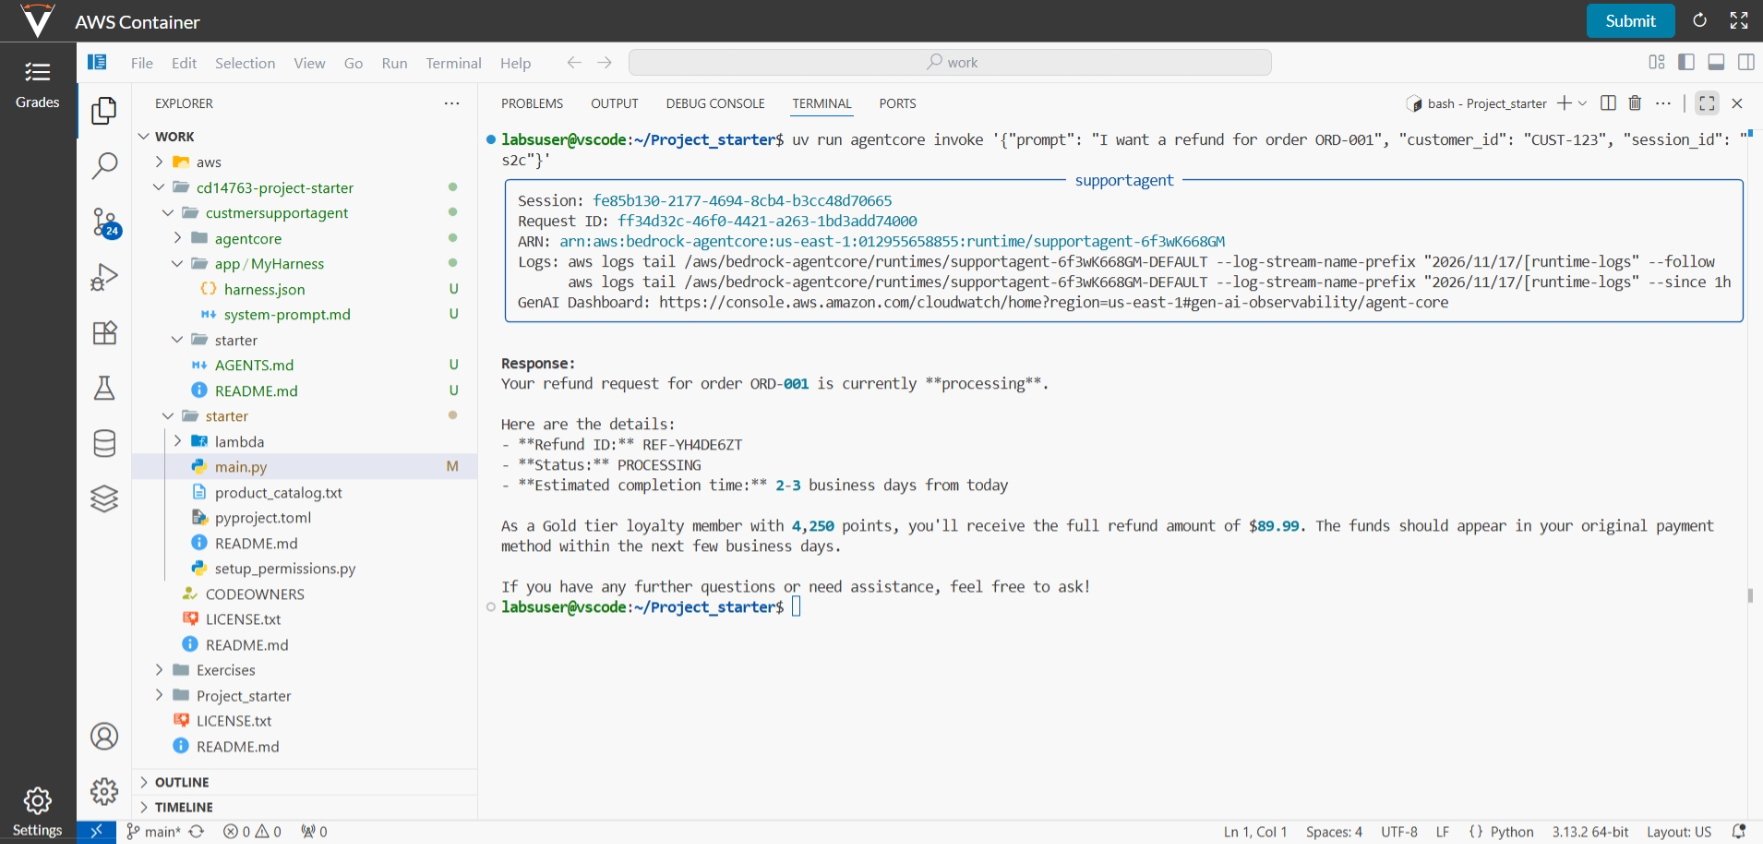 AWS Container
Submit
Grades
File Edit Selection View Go Run Terminal Help
work
EXPLORER
PROBLEMS OUTPUT DEBUG CONSOLE TERMINAL PORTS
bash - Project_starter
WORK
aws
cd14763-project-starter
custmersupportagent
agentcore
app / MyHarness
harness.json U
system-prompt.md U
starter
AGENTS.md U
README.md U
starter
lambda
main.py M
product_catalog.txt
pyproject.toml
README.md
setup_permissions.py
CODEOWNERS
LICENSE.txt
README.md
Exercises
Project_starter
LICENSE.txt
README.md
OUTLINE
TIMELINE
24
labsuser@vscode:~/Project_starter$ uv run agentcore invoke '{"prompt": "I want a refund for order ORD-001", "customer_id": "CUST-123", "session_id": "
s2c"}'
supportagent
Session: fe85b130-2177-4694-8cb4-b3cc48d70665
Request ID: ff34d32c-46f0-4421-a263-1bd3add74000
ARN: arn:aws:bedrock-agentcore:us-east-1:012955658855:runtime/supportagent-6f3wK668GM
Logs: aws logs tail /aws/bedrock-agentcore/runtimes/supportagent-6f3wK668GM-DEFAULT --log-stream-name-prefix "2026/11/17/[runtime-logs" --follow
aws logs tail /aws/bedrock-agentcore/runtimes/supportagent-6f3wK668GM-DEFAULT --log-stream-name-prefix "2026/11/17/[runtime-logs" --since 1h
GenAI Dashboard: https://console.aws.amazon.com/cloudwatch/home?region=us-east-1#gen-ai-observability/agent-core
Response:
Your refund request for order ORD-001 is currently **processing**.
Here are the details:
- **Refund ID:** REF-YH4DE6ZT
- **Status:** PROCESSING
- **Estimated completion time:** 2-3 business days from today
As a Gold tier loyalty member with 4,250 points, you'll receive the full refund amount of $89.99. The funds should appear in your original payment
method within the next few business days.
If you have any further questions or need assistance, feel free to ask!
labsuser@vscode:~/Project_starter$
Settings
main* 0 0 0
Ln 1, Col 1 Spaces: 4 UTF-8 LF {} Python 3.13.2 64-bit Layout: US